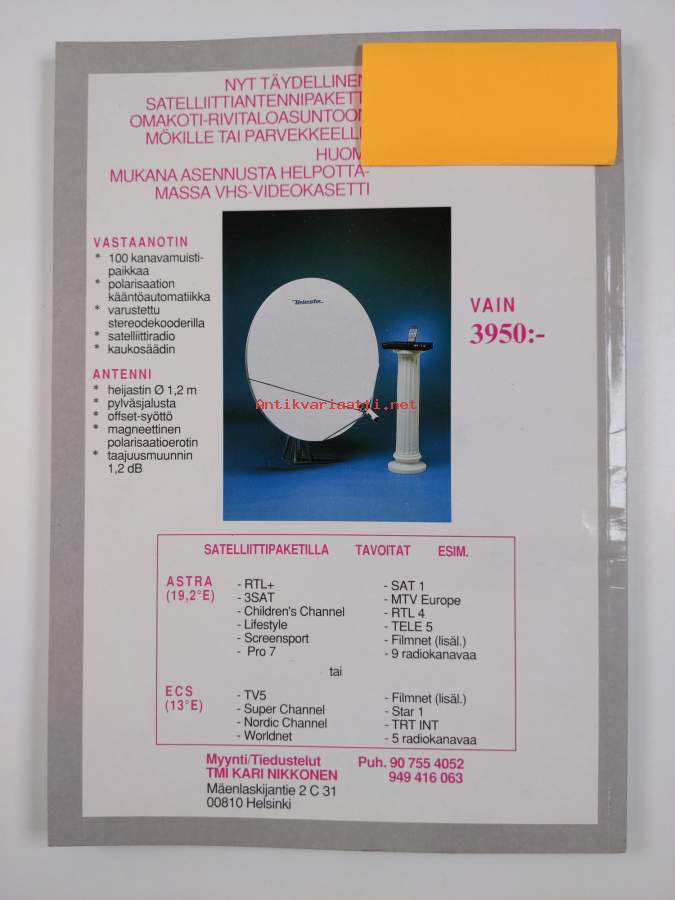 NYT TÄYDELLINEN
SATELLIITTIANTENNIPAKETTI
OMAKOTI-RIVITALOASUNTOON
MÖKILLE TAI PARVEKKEELLE
HUOM
MUKANA ASENNUSTA HELPOTTA-
MASSA VHS-VIDEOKASETTI
VASTAANOTIN
* 100 kanavamuisti-
paikkaa
* polarisaation
kääntöautomatiikka
* varustettu
stereodekooderilla
* satelliittiradio
* kaukosäädin
ANTENNI
* heijastin Ø 1,2 m
* pylväsjalusta
* offset-syöttö
* magneettinen
polarisaatioerotin
* taajuusmuunnin
1,2 dB
Antikvariaatti.net
VAIN
3950:-
SATELLIITTIPAKETILLA TAVOITAT ESIM.
ASTRA
(19,2°E)
- RTL+
- 3SAT
- Children's Channel
- Lifestyle
- Screensport
- Pro 7
- SAT 1
- MTV Europe
- RTL 4
- TELE 5
- Filmnet (lisäl.)
- 9 radiokanavaa
tai
ECS
(13°E)
- TV5
- Super Channel
- Nordic Channel
- Worldnet
- Filmnet (lisäl.)
- Star 1
- TRT INT
- 5 radiokanavaa
Myynti/Tiedustelut
TMI KARI NIKKONEN
Mäenlaskijantie 2 C 31
00810 Helsinki
Puh. 90 755 4052
949 416 063